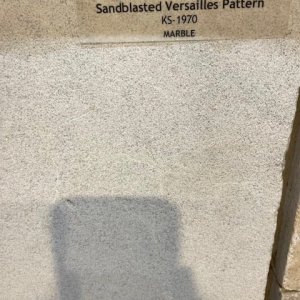 Sandblasted Versailles Pattern
KS-1970
MARBLE